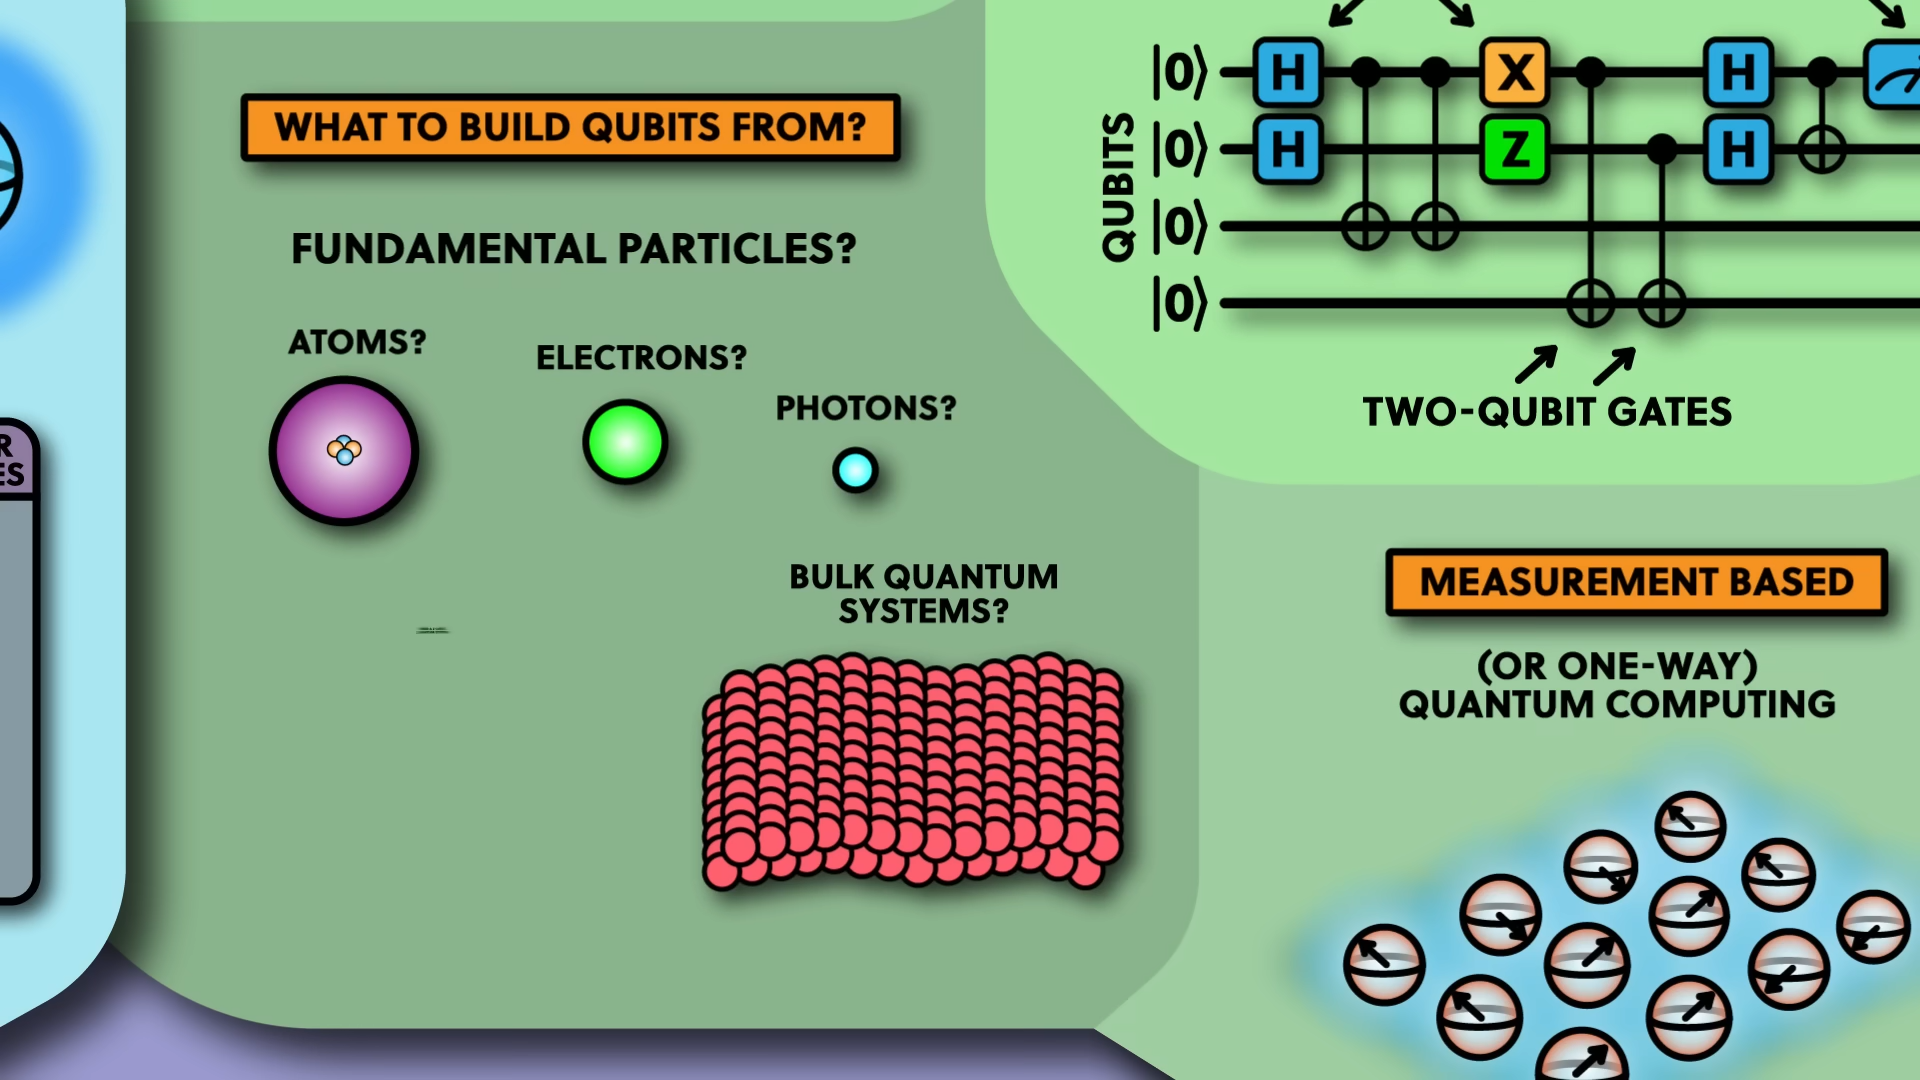 WHAT TO BUILD QUBITS FROM?
FUNDAMENTAL PARTICLES?
ATOMS?
ELECTRONS?
PHOTONS?
BULK QUANTUM
SYSTEMS?
R
ES
QUBITS
|0⟩ H X H
|0⟩ H Z H
|0⟩
|0⟩
TWO-QUBIT GATES
MEASUREMENT BASED
(OR ONE-WAY)
QUANTUM COMPUTING